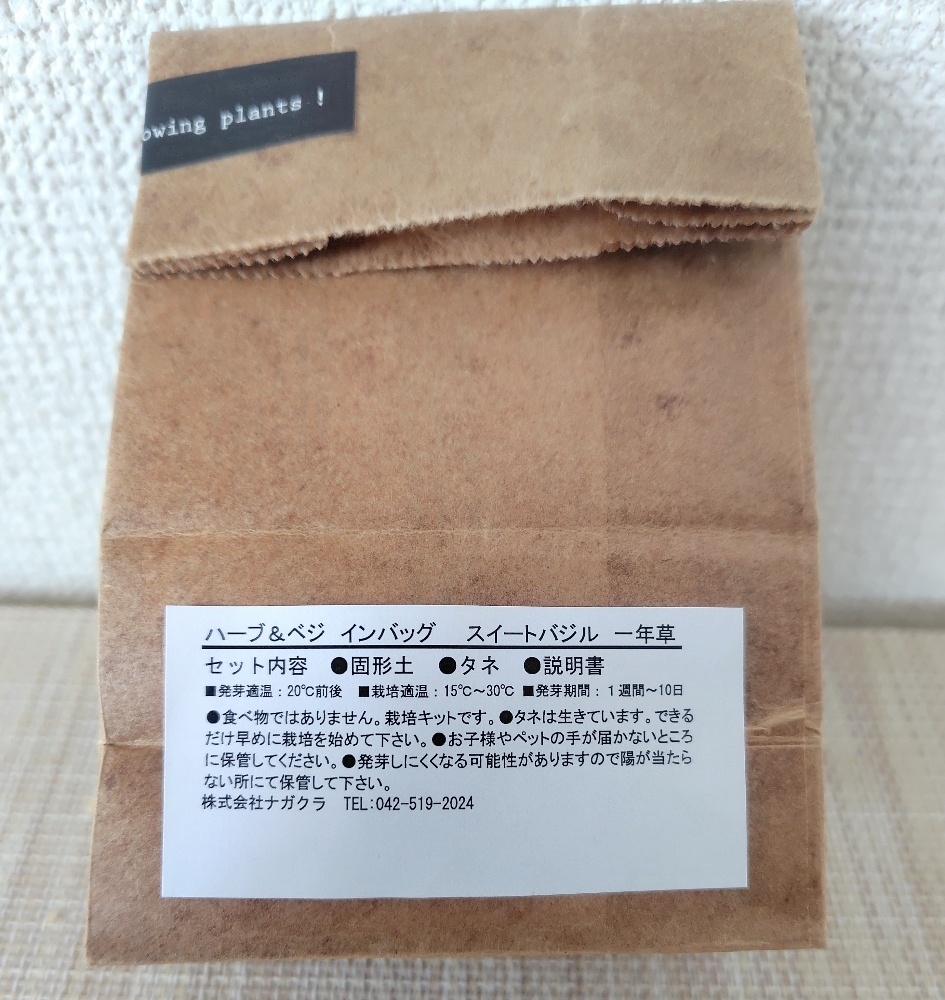 owing plants !
ハーブ＆ベジ インバッグ　スイートバジル 一年草
セット内容　●固形土　●タネ　●説明書
■発芽適温：20℃前後　■栽培適温：15℃～30℃　■発芽期間：１週間～10日
●食べ物ではありません。栽培キットです。●タネは生きています。できる
だけ早めに栽培を始めて下さい。●お子様やペットの手が届かないところ
に保管してください。●発芽しにくくなる可能性がありますので陽が当たら
ない所にて保管して下さい。
株式会社ナガクラ　TEL:042-519-2024